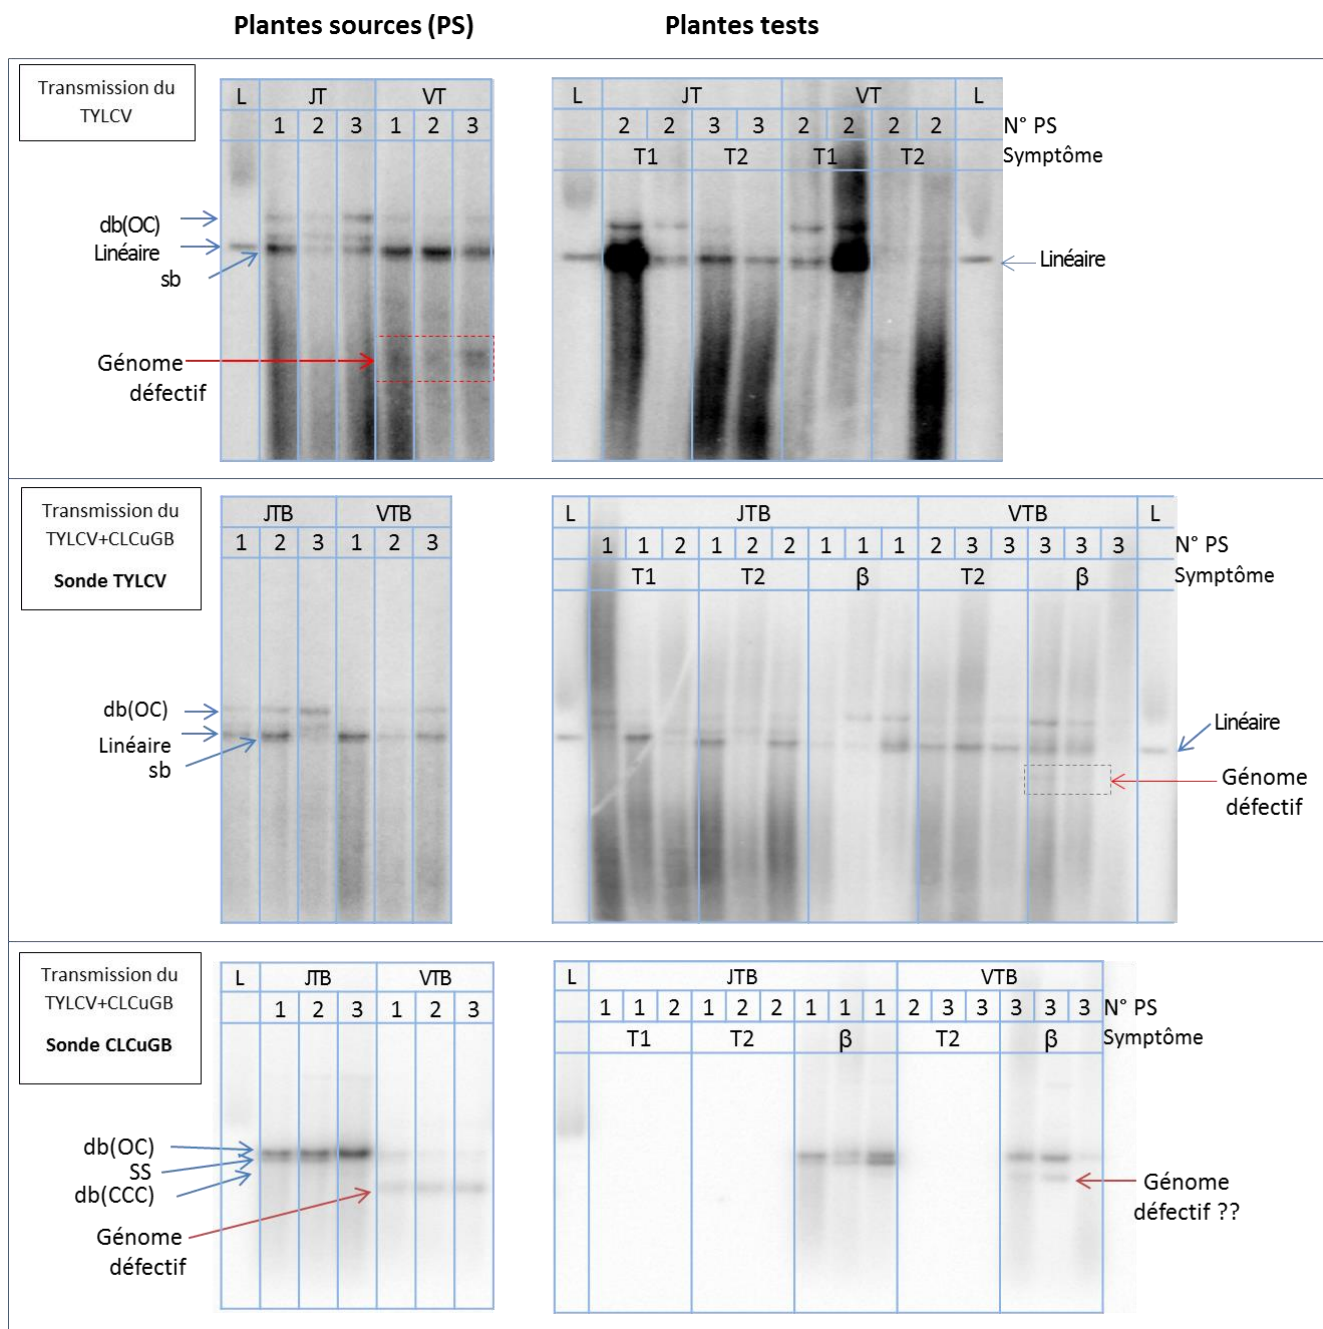 Plantes sources (PS) Plantes tests
Transmission du
TYLCV
L JT VT
1 2 3 1 2 3
db(OC)
Linéaire
sb
Génome
défectif
L JT VT L
2 2 3 3 2 2 2 2 N° PS
T1 T2 T1 T2 Symptôme
Linéaire
Transmission du
TYLCV+CLCuGB
Sonde TYLCV
JTB VTB
1 2 3 1 2 3
db(OC)
Linéaire
sb
L JTB VTB L
1 1 2 1 2 2 1 1 1 2 3 3 3 3 3 N° PS
T1 T2 β T2 β Symptôme
Linéaire
Génome
défectif
Transmission du
TYLCV+CLCuGB
Sonde CLCuGB
L JTB VTB
1 2 3 1 2 3
db(OC)
SS
db(CCC)
Génome
défectif
L JTB VTB
1 1 2 1 2 2 1 1 1 2 3 3 3 3 3 N° PS
T1 T2 β T2 β Symptôme
Génome
défectif ??